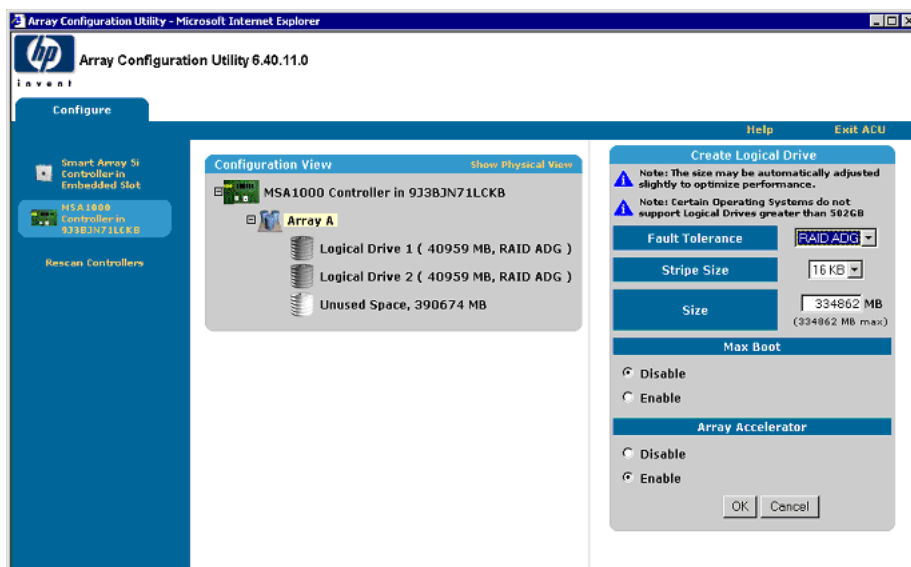 Array Configuration Utility - Microsoft Internet Explorer
hp
invent
Array Configuration Utility 6.40.11.0
Configure
Help
Exit ACU
Smart Array 5i
Controller in
Embedded Slot
MSA1000
Controller in
9J3BJN71LCKB
Rescan Controllers
Configuration View
Show Physical View
MSA1000 Controller in 9J3BJN71LCKB
Array A
Logical Drive 1 ( 40959 MB, RAID ADG )
Logical Drive 2 ( 40959 MB, RAID ADG )
Unused Space, 390674 MB
Create Logical Drive
Note: The size may be automatically adjusted
slightly to optimize performance.
Note: Certain Operating Systems do not
support Logical Drives greater than 502GB
Fault Tolerance
RAID ADG
Stripe Size
16 KB
Size
334862 MB
(334862 MB max)
Max Boot
Disable
Enable
Array Accelerator
Disable
Enable
OK
Cancel